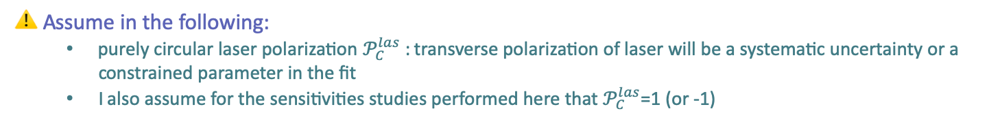 ⚠ Assume in the following:
• purely circular laser polarization 𝒫_C^{las} : transverse polarization of laser will be a systematic uncertainty or a
constrained parameter in the fit
• I also assume for the sensitivities studies performed here that 𝒫_C^{las}=1 (or -1)